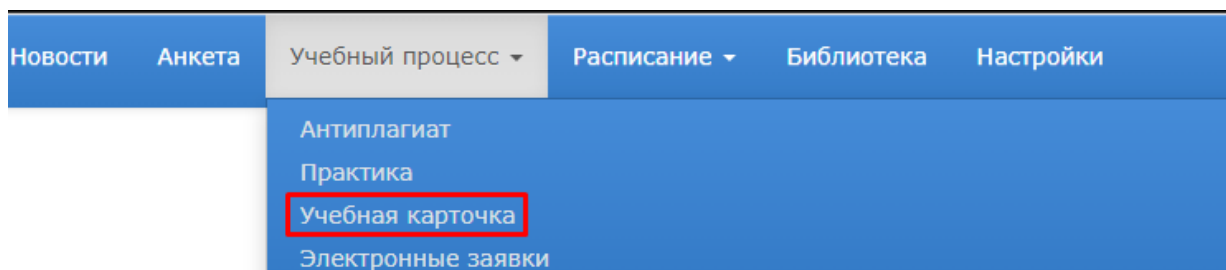 Новости Анкета Учебный процесс Расписание Библиотека Настройки
Антиплагиат
Практика
Учебная карточка
Электронные заявки